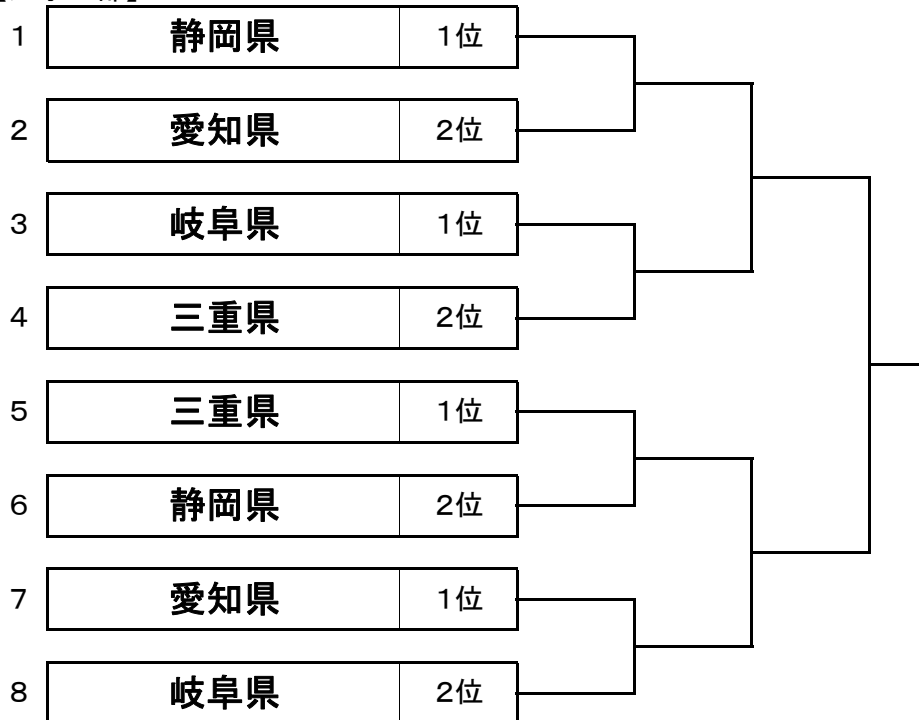 1 静岡県 1位
2 愛知県 2位
3 岐阜県 1位
4 三重県 2位
5 三重県 1位
6 静岡県 2位
7 愛知県 1位
8 岐阜県 2位